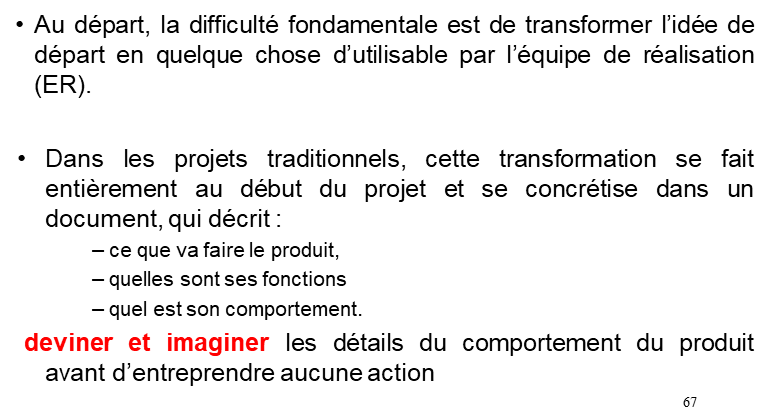 • Au départ, la difficulté fondamentale est de transformer l’idée de
départ en quelque chose d’utilisable par l’équipe de réalisation
(ER).
• Dans les projets traditionnels, cette transformation se fait
entièrement au début du projet et se concrétise dans un
document, qui décrit :
– ce que va faire le produit,
– quelles sont ses fonctions
– quel est son comportement.
deviner et imaginer les détails du comportement du produit
avant d’entreprendre aucune action
67